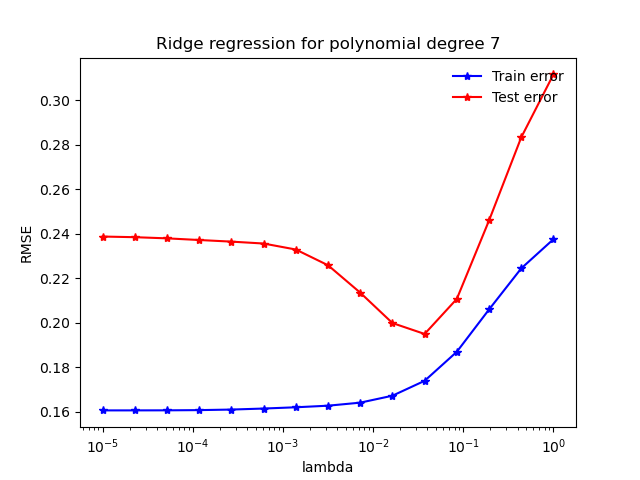 Ridge regression for polynomial degree 7
Train error
Test error
RMSE
0.30
0.28
0.26
0.24
0.22
0.20
0.18
0.16
10⁻⁵ 10⁻⁴ 10⁻³ 10⁻² 10⁻¹ 10⁰
lambda